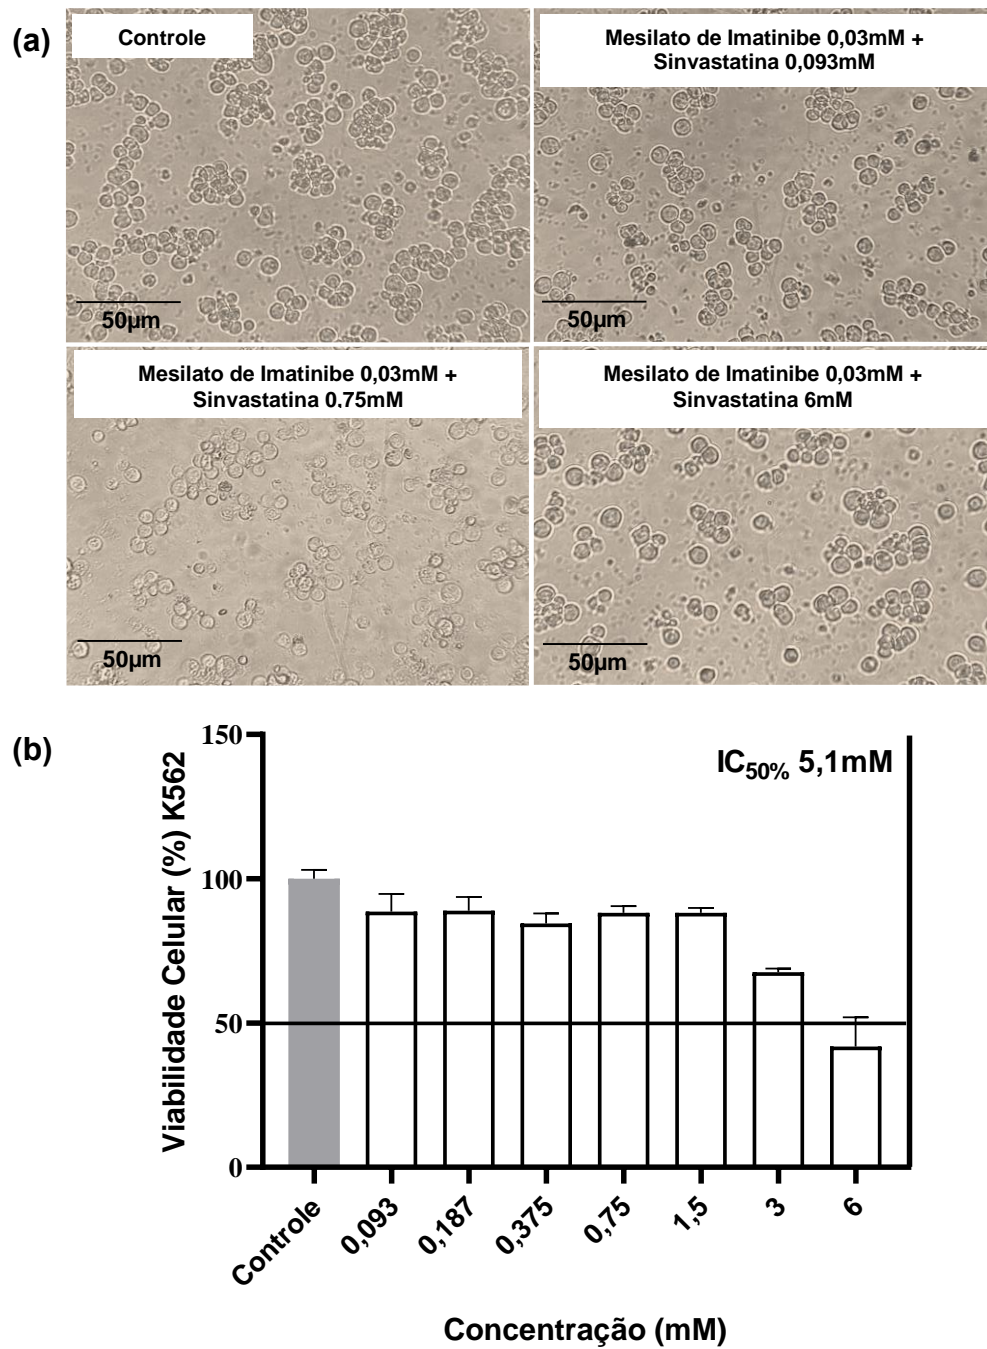 (a)
Controle
Mesilato de Imatinibe 0,03mM +
Sinvastatina 0,093mM
50µm
50µm
Mesilato de Imatinibe 0,03mM +
Sinvastatina 0,75mM
Mesilato de Imatinibe 0,03mM +
Sinvastatina 6mM
50µm
50µm
(b)
Viabilidade Celular (%) K562
150
100
50
0
IC50% 5,1mM
Controle
0,093
0,187
0,375
0,75
1,5
3
6
Concentração (mM)